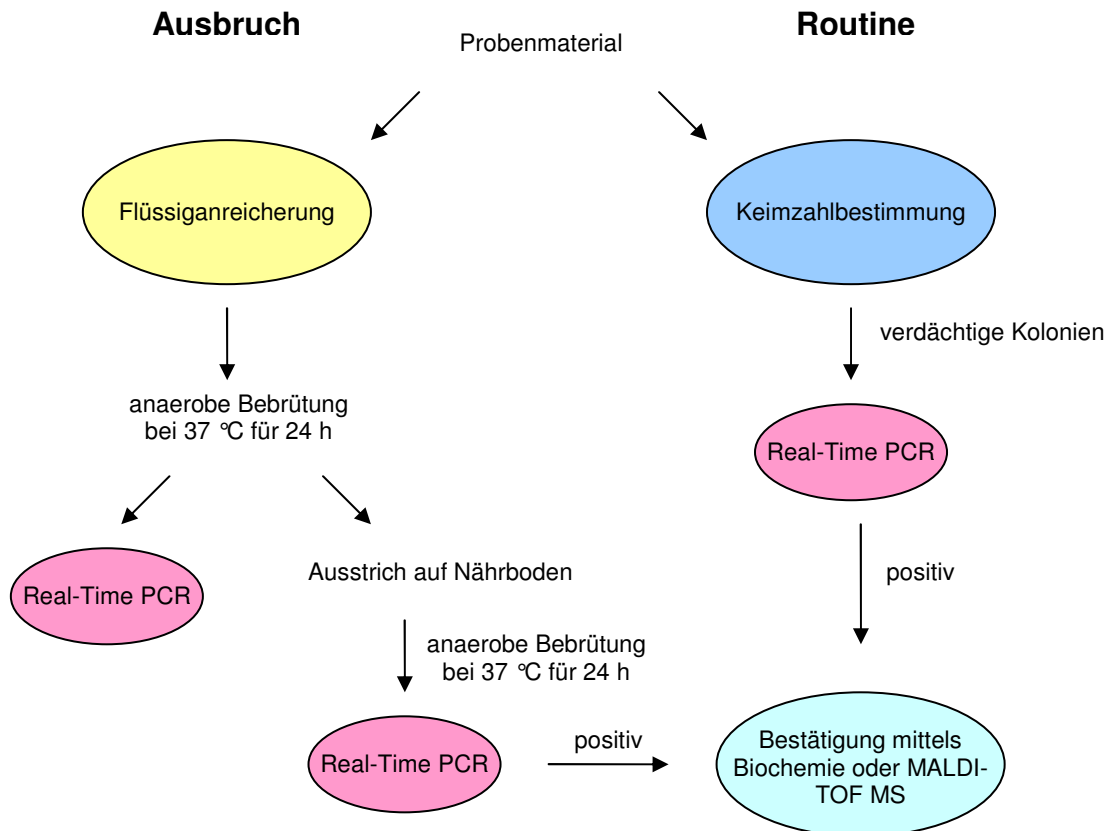 Ausbruch
Probenmaterial
Routine
Flüssiganreicherung
Keimzahlbestimmung
verdächtige Kolonien
anaerobe Bebrütung
bei 37 °C für 24 h
Real-Time PCR
Real-Time PCR
Ausstrich auf Nährboden
positiv
anaerobe Bebrütung
bei 37 °C für 24 h
Real-Time PCR
positiv
Bestätigung mittels
Biochemie oder MALDI-
TOF MS